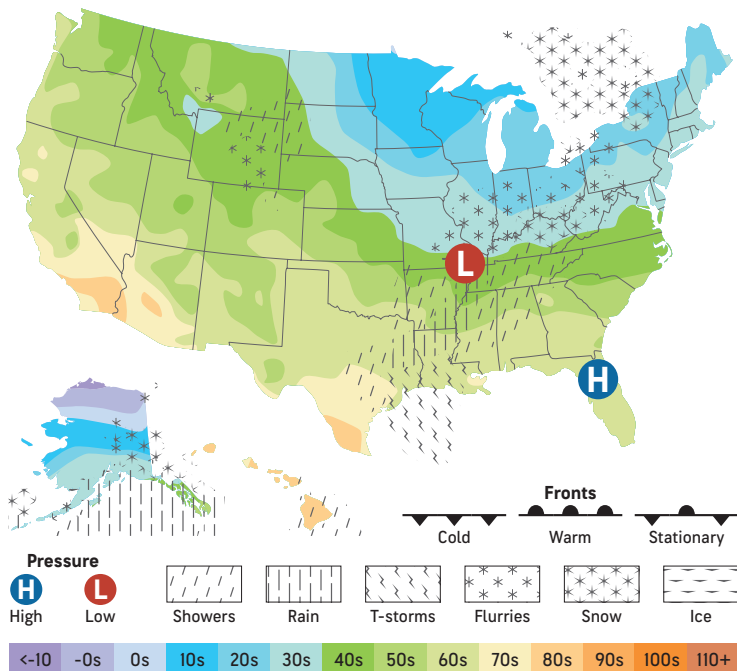 L
H
Fronts
Cold Warm Stationary
Pressure
H L
High Low Showers Rain T-storms Flurries Snow Ice
<-10 -0s 0s 10s 20s 30s 40s 50s 60s 70s 80s 90s 100s 110+